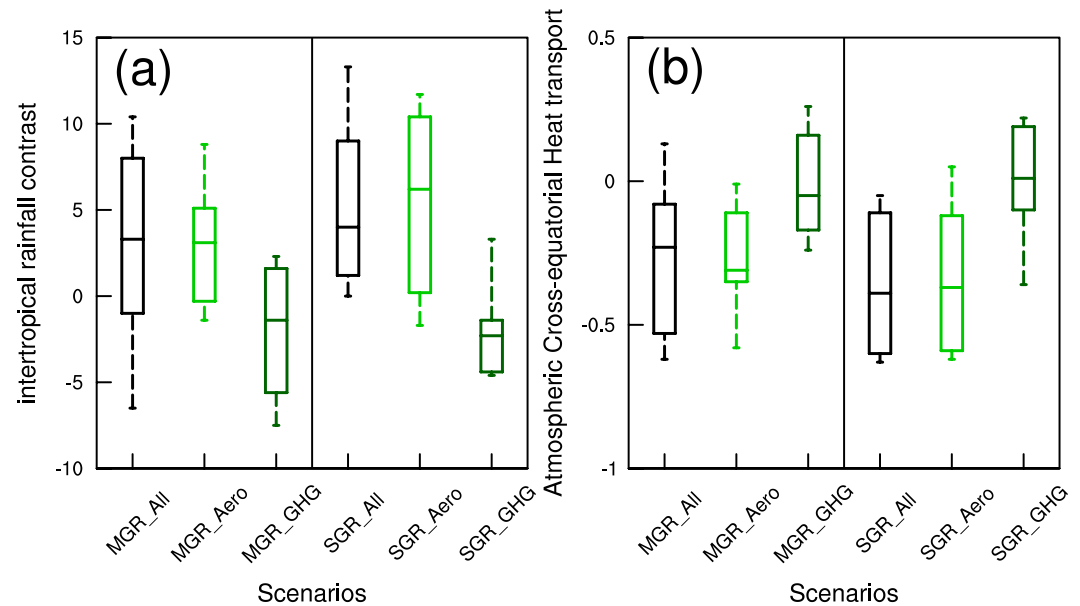 (a)
intertropical rainfall contrast
15
10
5
0
-5
-10
MGR_All
MGR_Aero
MGR_GHG
SGR_All
SGR_Aero
SGR_GHG
Scenarios
(b)
Atmospheric Cross-equatorial Heat transport
0.5
0
-0.5
-1
MGR_All
MGR_Aero
MGR_GHG
SGR_All
SGR_Aero
SGR_GHG
Scenarios